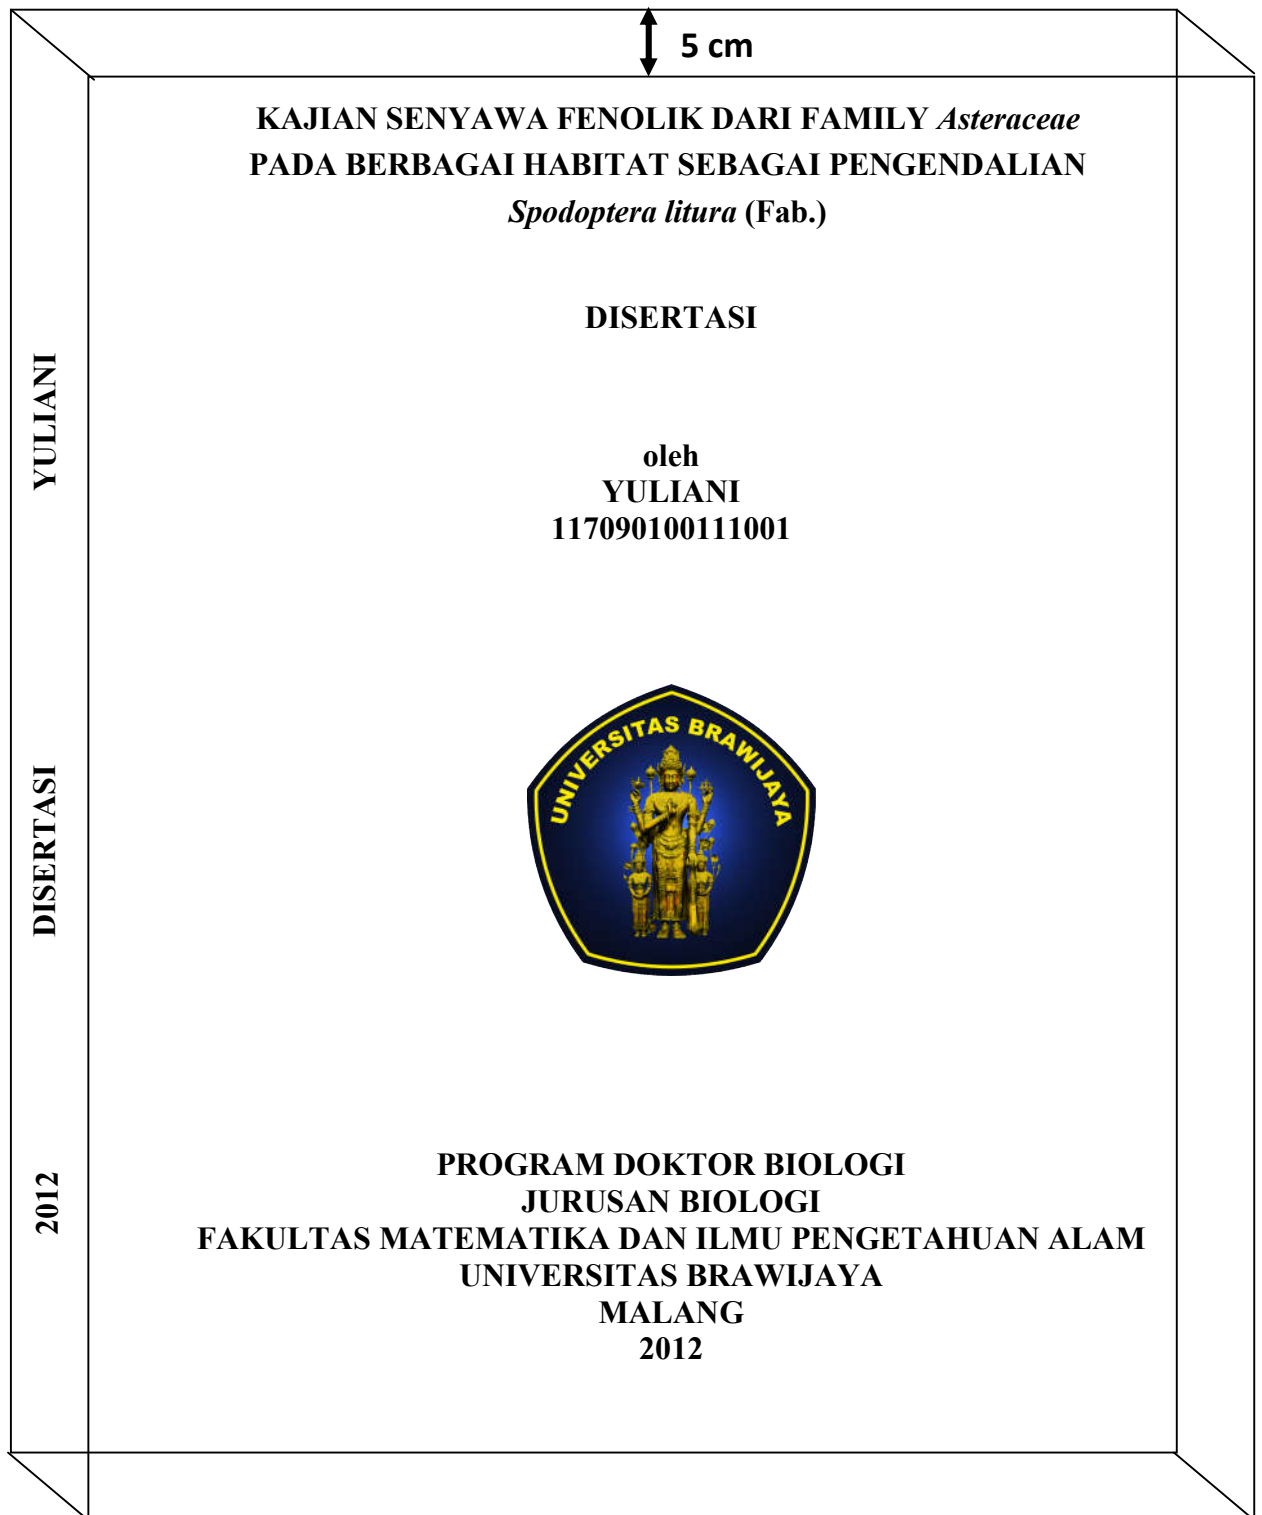 5 cm
KAJIAN SENYAWA FENOLIK DARI FAMILY Asteraceae
PADA BERBAGAI HABITAT SEBAGAI PENGENDALIAN
Spodoptera litura (Fab.)
DISERTASI
oleh
YULIANI
117090100111001
UNIVERSITAS BRAWIJAYA
PROGRAM DOKTOR BIOLOGI
JURUSAN BIOLOGI
FAKULTAS MATEMATIKA DAN ILMU PENGETAHUAN ALAM
UNIVERSITAS BRAWIJAYA
MALANG
2012
YULIANI
DISERTASI
2012